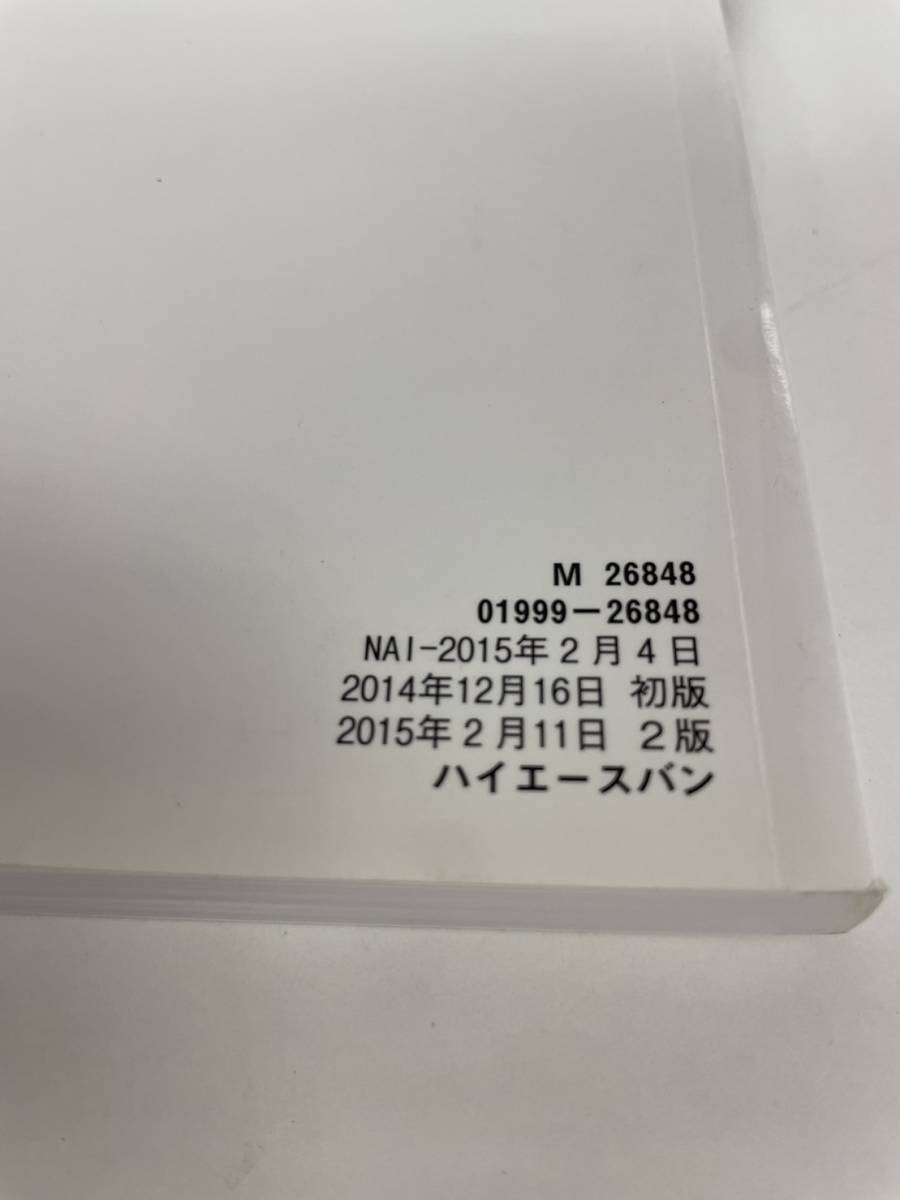 M 26848
01999-26848
NAI-2015年2月4日
2014年12月16日 初版
2015年2月11日 2版
ハイエースバン